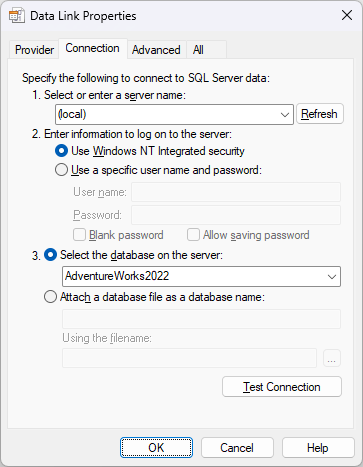 Data Link Properties
Provider Connection Advanced All
Specify the following to connect to SQL Server data:
1. Select or enter a server name:
(local) Refresh
2. Enter information to log on to the server:
Use Windows NT Integrated security
Use a specific user name and password:
User name:
Password:
Blank password Allow saving password
3. Select the database on the server:
AdventureWorks2022
Attach a database file as a database name:
Using the filename:
...
Test Connection
OK Cancel Help